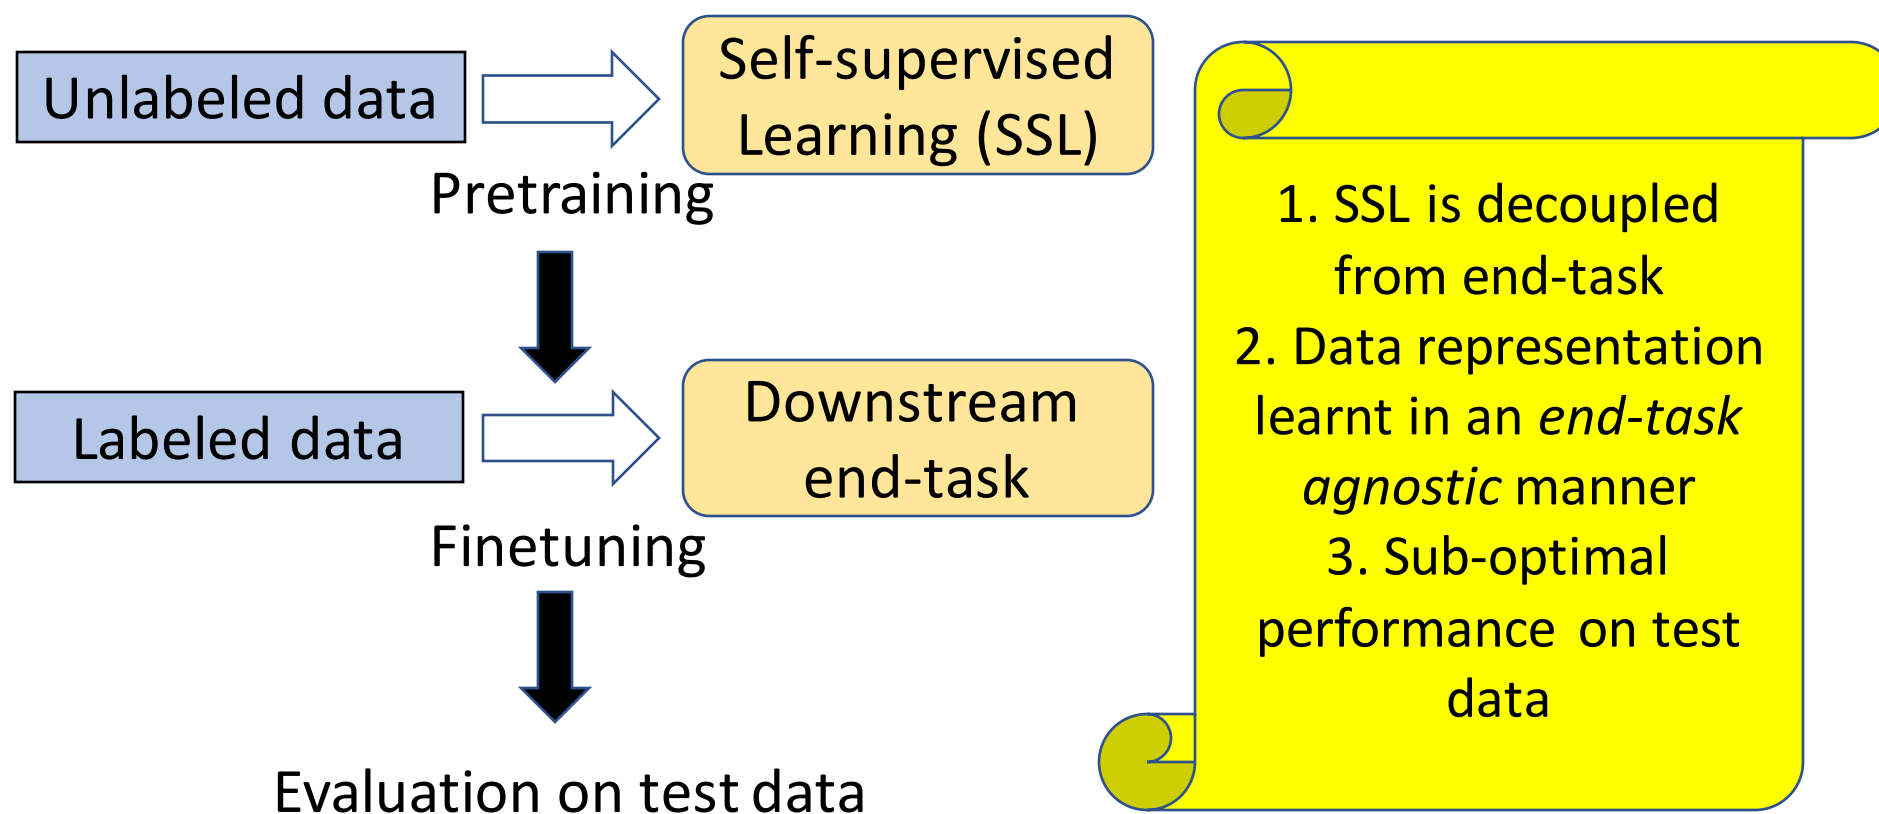 Unlabeled data
Self-supervised
Learning (SSL)
Pretraining
Labeled data
Downstream
end-task
Finetuning
Evaluation on test data
1. SSL is decoupled
from end-task
2. Data representation
learnt in an end-task
agnostic manner
3. Sub-optimal
performance on test
data